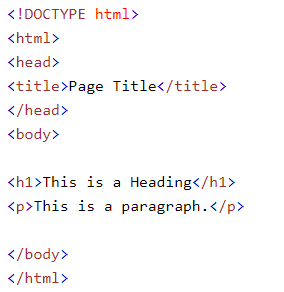 <!DOCTYPE html>
<html>
<head>
<title>Page Title</title>
</head>
<body>

<h1>This is a Heading</h1>
<p>This is a paragraph.</p>

</body>
</html>